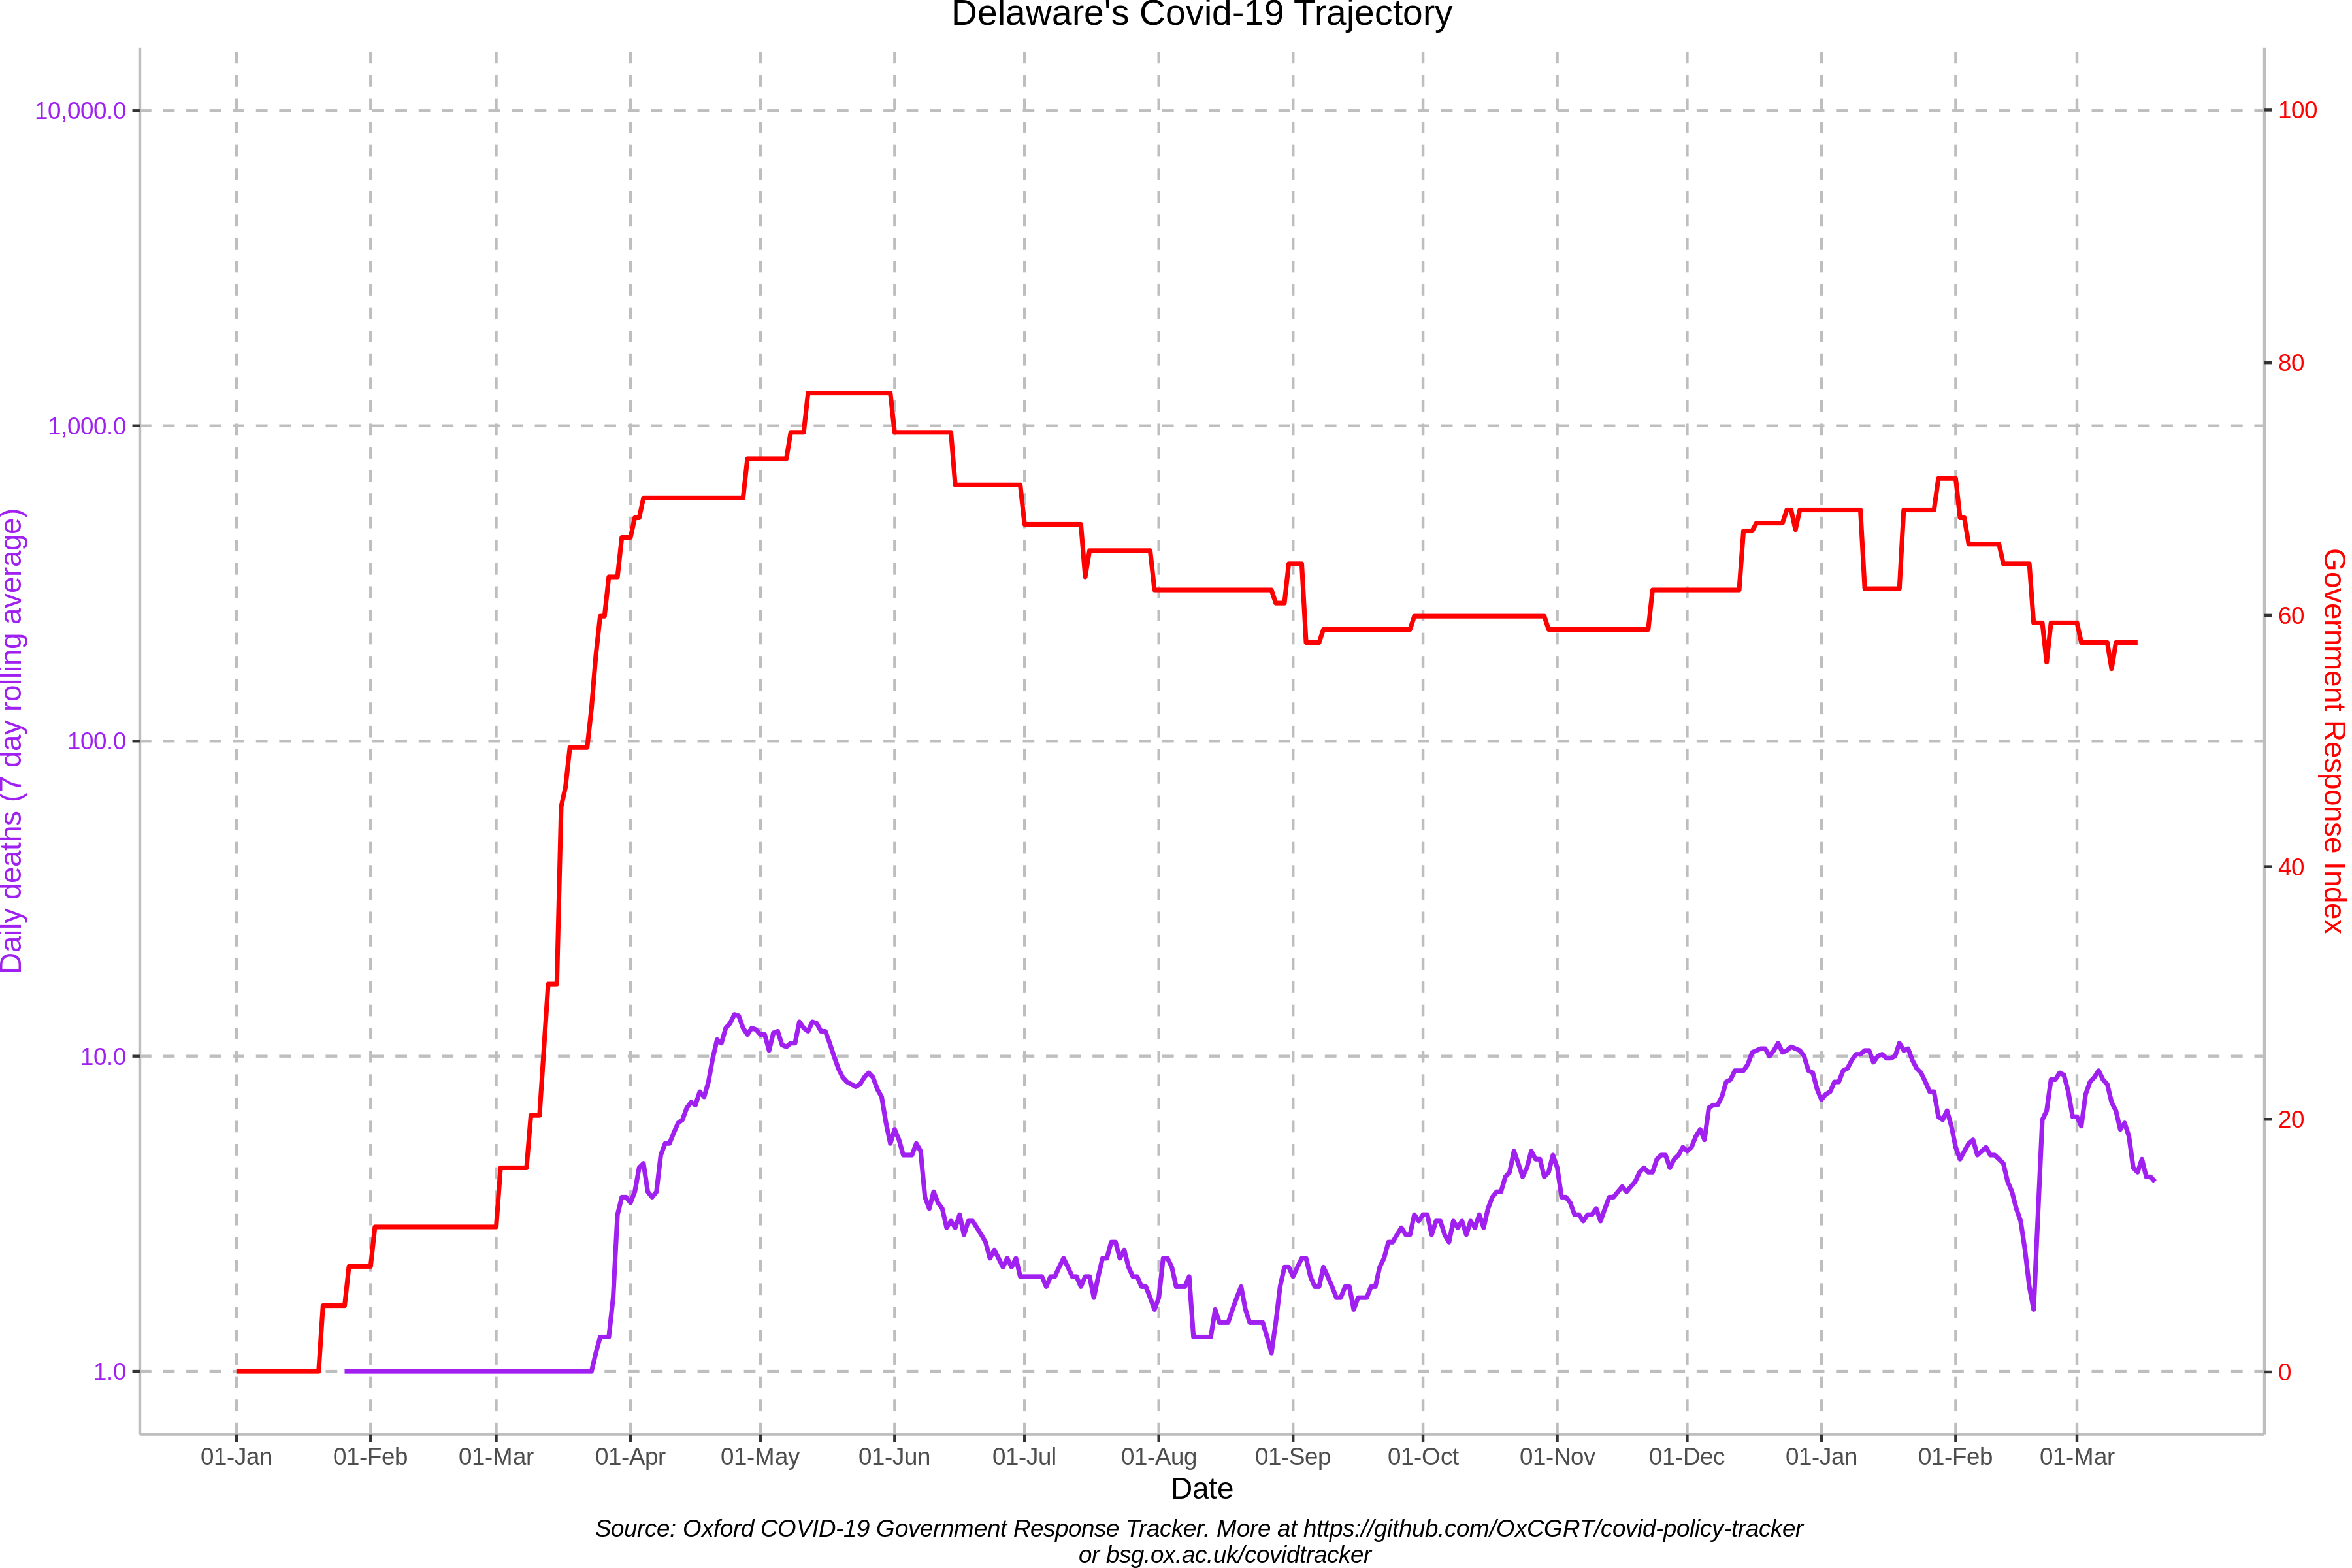 Delaware's Covid-19 Trajectory
Daily deaths (7 day rolling average)
10,000.0
1,000.0
100.0
10.0
1.0
100
80
60
40
20
0
Government Response Index
01-Jan 01-Feb 01-Mar 01-Apr 01-May 01-Jun 01-Jul 01-Aug 01-Sep 01-Oct 01-Nov 01-Dec 01-Jan 01-Feb 01-Mar
Date
Source: Oxford COVID-19 Government Response Tracker. More at https://github.com/OxCGRT/covid-policy-tracker
or bsg.ox.ac.uk/covidtracker